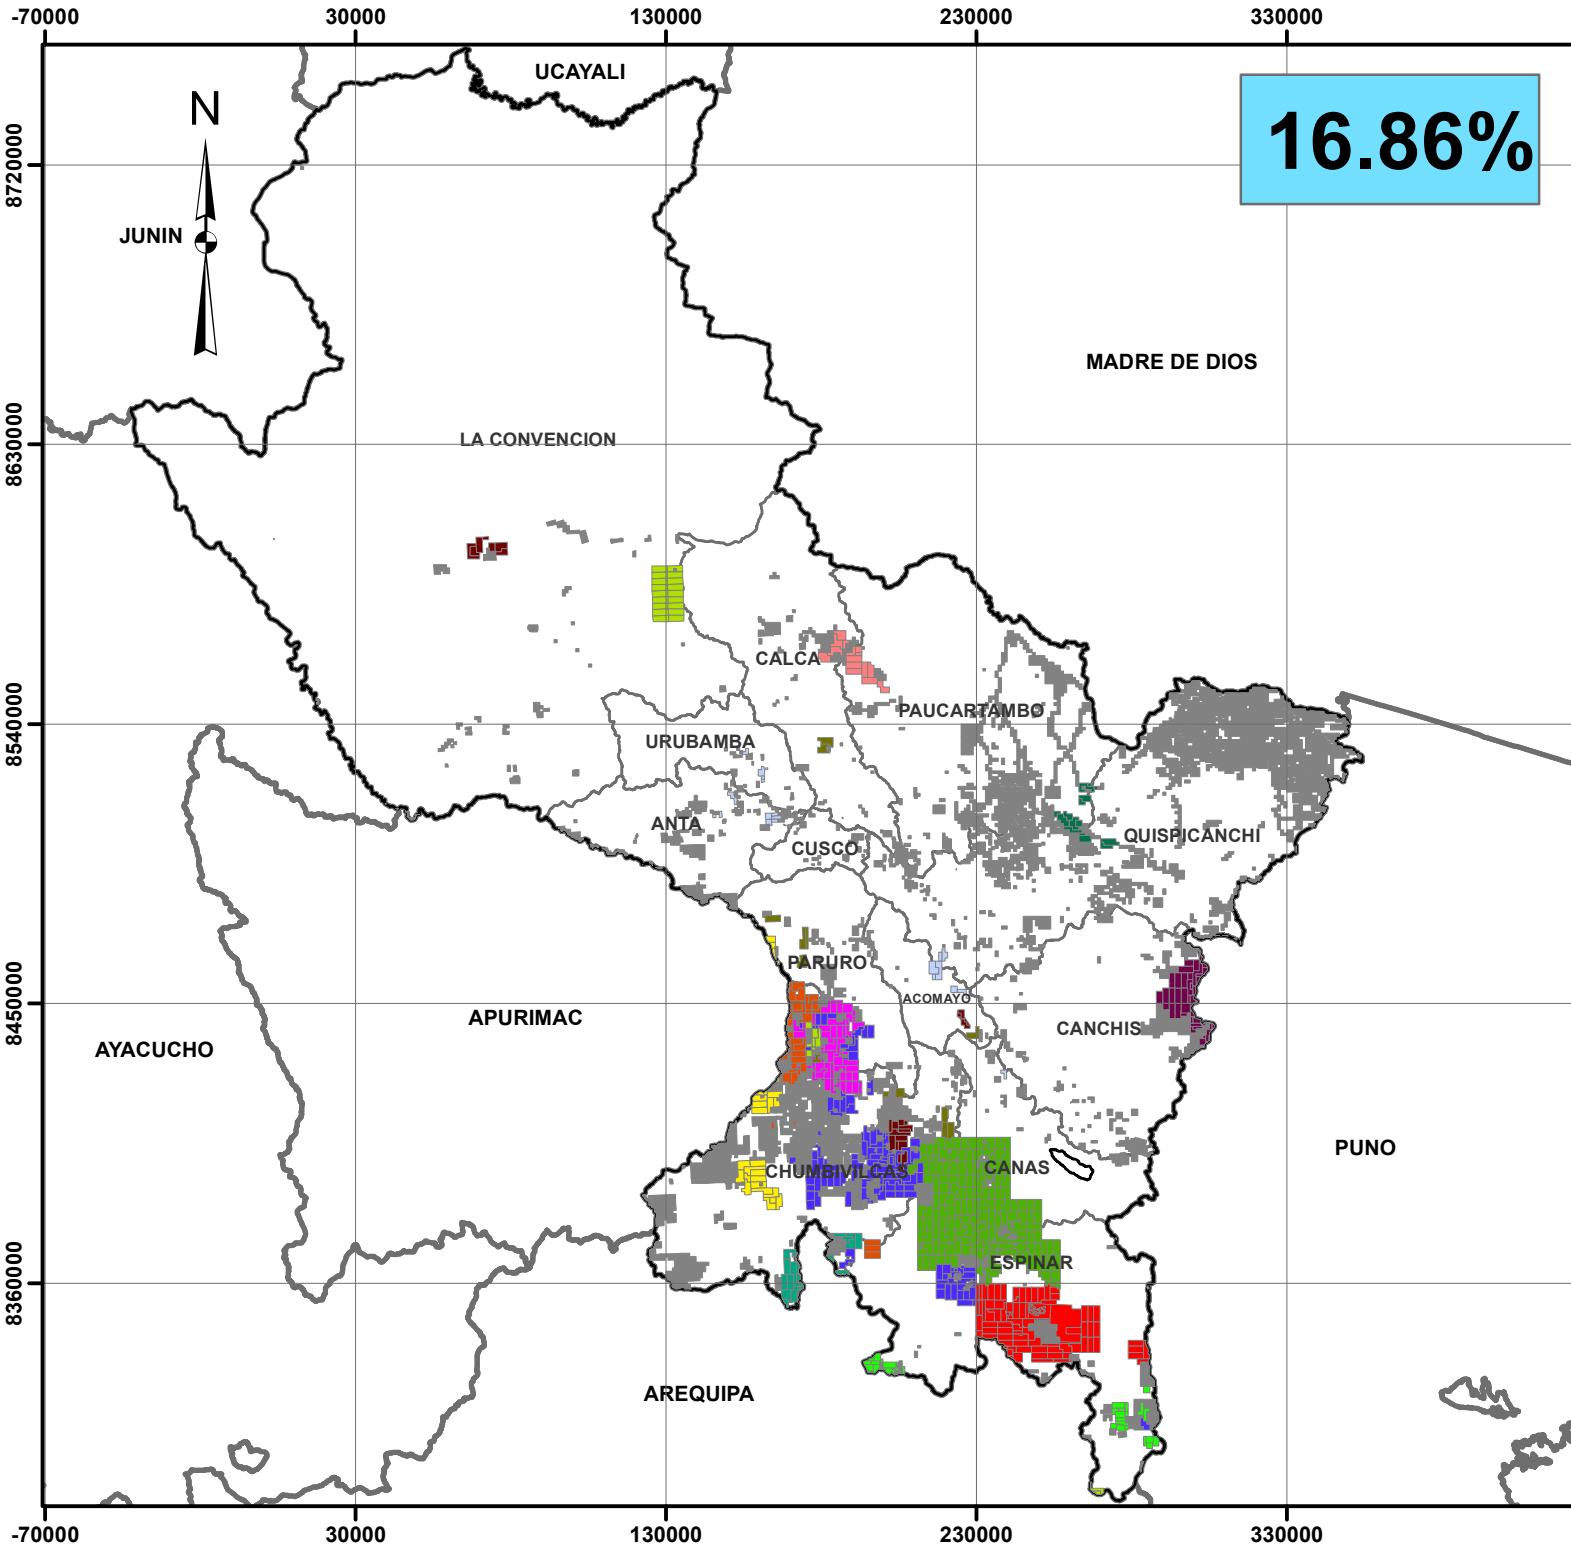 -70000 30000 130000 230000 330000
UCAYALI
N
16.86%
8720000
JUNIN
MADRE DE DIOS
LA CONVENCION
8630000
CALCA
PAUCARTAMBO
8540000
URUBAMBA
ANTA
QUISPICANCHI
CUSCO
PARURO
ACOMAYO
8450000
APURIMAC
CANCHIS
AYACUCHO
PUNO
CHUMBIVILCAS
CANAS
ESPINAR
8360000
AREQUIPA
-70000 30000 130000 230000 330000